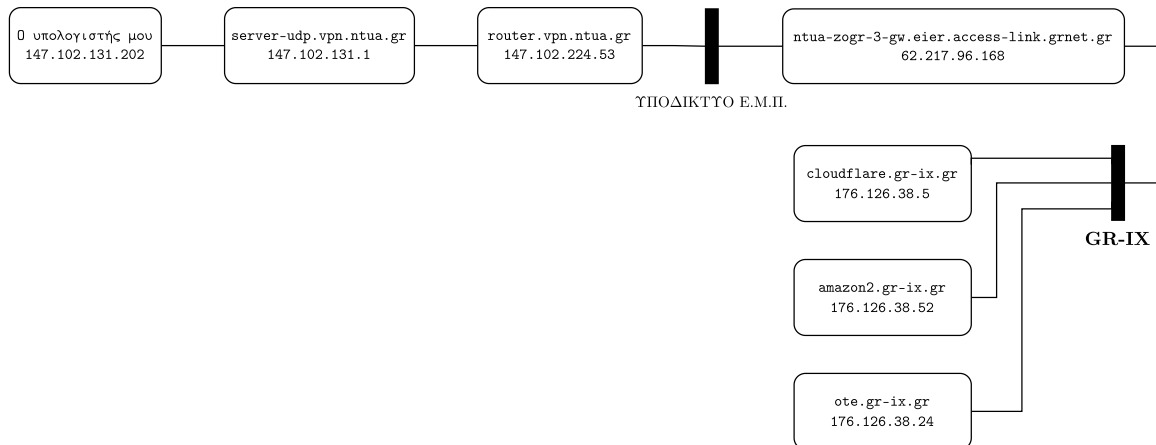 Ο υπολογιστής μου
147.102.131.202
server-udp.vpn.ntua.gr
147.102.131.1
router.vpn.ntua.gr
147.102.224.53
ΥΠΟΔΙΚΤΥΟ Ε.Μ.Π.
ntua-zogr-3-gw.eier.access-link.grnet.gr
62.217.96.168
cloudflare.gr-ix.gr
176.126.38.5
GR-IX
amazon2.gr-ix.gr
176.126.38.52
ote.gr-ix.gr
176.126.38.24